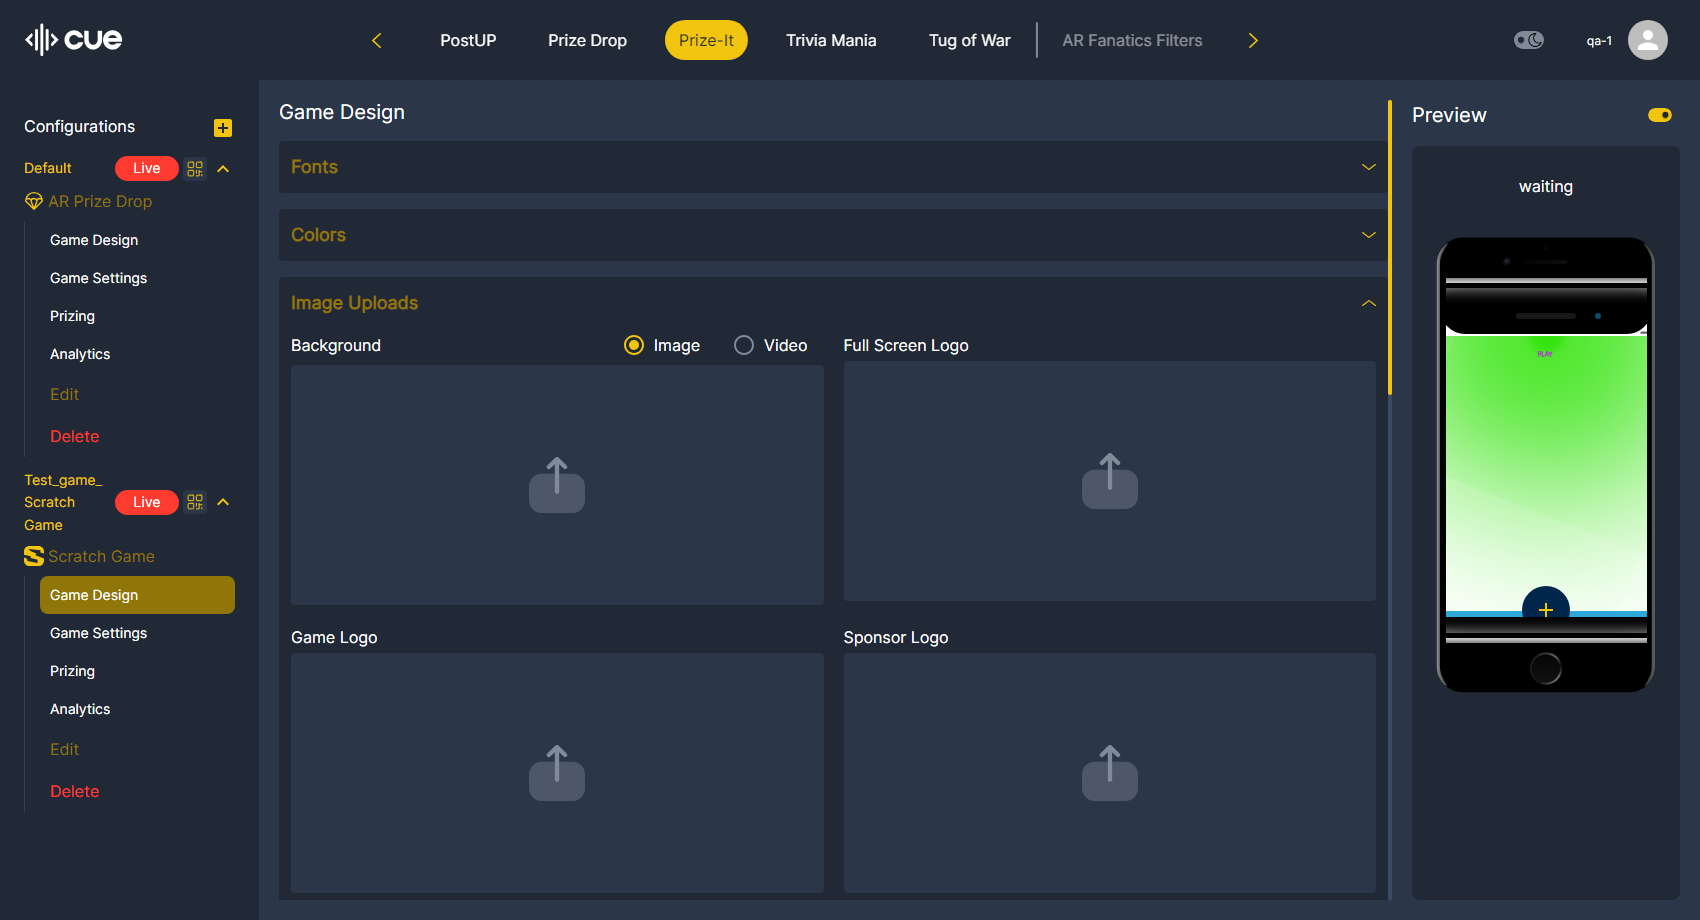 cue
PostUP
Prize Drop
Prize-It
Trivia Mania
Tug of War
AR Fanatics Filters
qa-1
Configurations
Default
Live
AR Prize Drop
Game Design
Game Settings
Prizing
Analytics
Edit
Delete
Test_game_
Scratch
Game
Live
Scratch Game
Game Design
Game Settings
Prizing
Analytics
Edit
Delete
Game Design
Fonts
Colors
Image Uploads
Background
Image
Video
Full Screen Logo
Game Logo
Sponsor Logo
Preview
waiting
PLAY